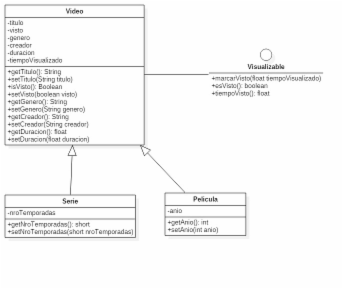 Video
-titulo
-visto
-genero
-creador
-duracion
-tiempoVisualizado
+getTitulo(): String
+setTitulo(String titulo)
+isVisto(): Boolean
+setVisto(boolean visto)
+getGenero(): String
+setGenero(String genero)
+getCreador(): String
+setCreador(String creador)
+getDuracion(): float
+setDuracion(float duracion)
Visualizable
+marcarVisto(float tiempoVisualizado)
+esVisto(): boolean
+tiempoVisto(): float
Serie
-nroTemporadas
+getNroTemporadas(): short
+setNroTemporadas(short nroTemporadas)
Pelicula
-anio
+getAnio(): int
+setAnio(int anio)